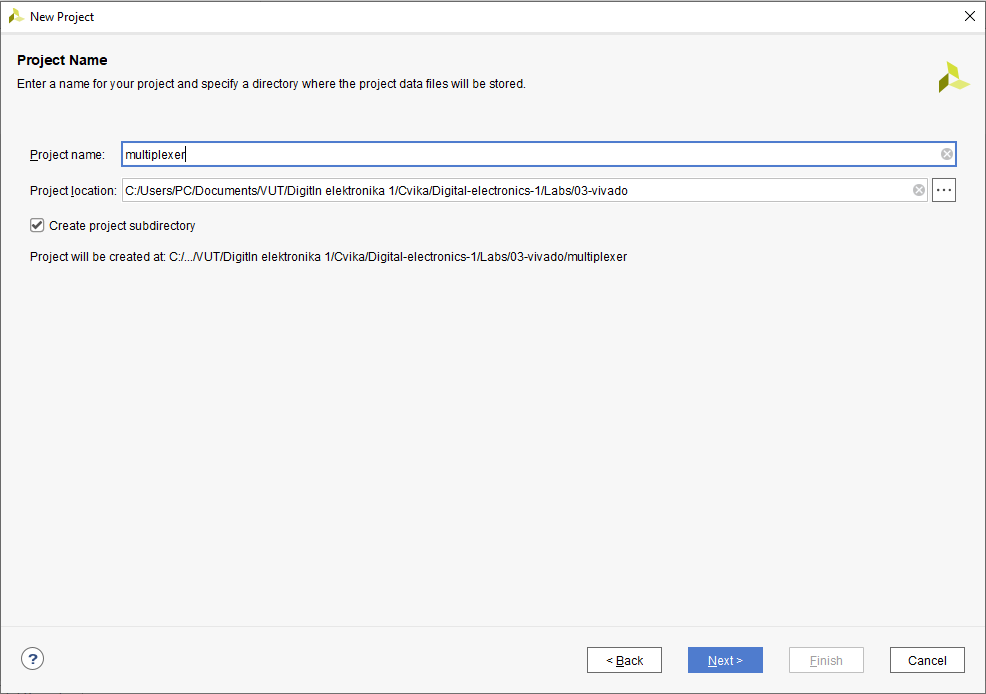 New Project
Project Name
Enter a name for your project and specify a directory where the project data files will be stored.
Project name: multiplexer
Project location: C:/Users/PC/Documents/VUT/DigitIn elektronika 1/Cvika/Digital-electronics-1/Labs/03-vivado ...
Create project subdirectory
Project will be created at: C:/.../VUT/DigitIn elektronika 1/Cvika/Digital-electronics-1/Labs/03-vivado/multiplexer
? < Back Next > Finish Cancel